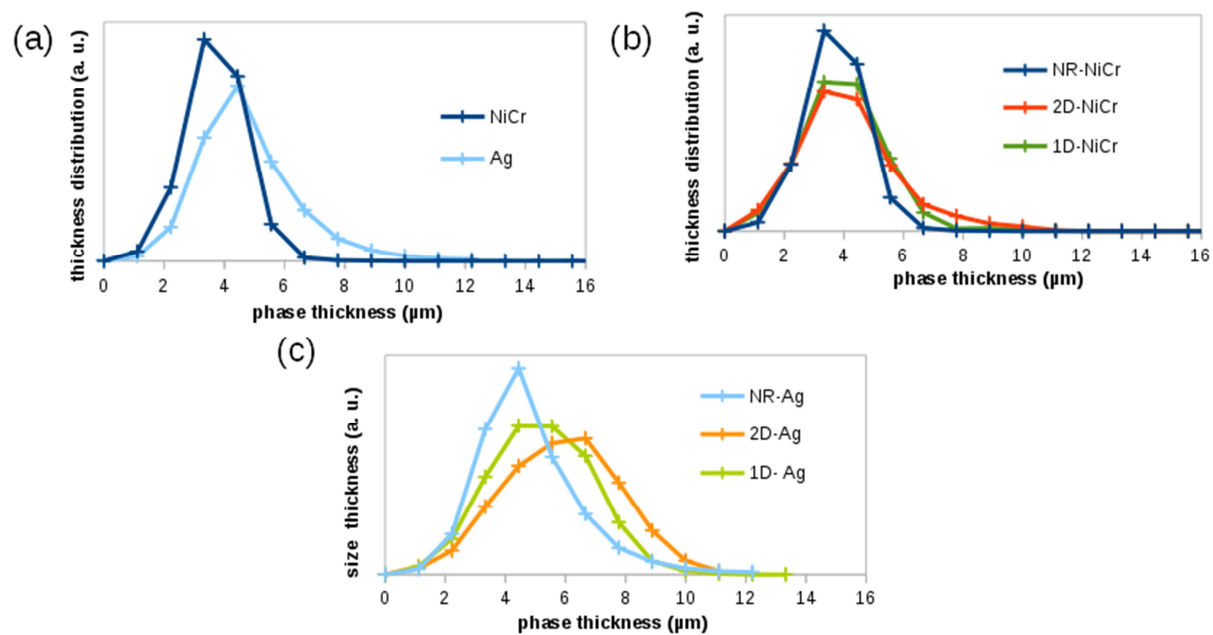 (a)
thickness distribution (a. u.)
NiCr
Ag
0 2 4 6 8 10 12 14 16
phase thickness (µm)
(b)
thickness distribution (a. u.)
NR-NiCr
2D-NiCr
1D-NiCr
0 2 4 6 8 10 12 14 16
phase thickness (µm)
(c)
size thickness (a. u.)
NR-Ag
2D-Ag
1D- Ag
0 2 4 6 8 10 12 14 16
phase thickness (µm)